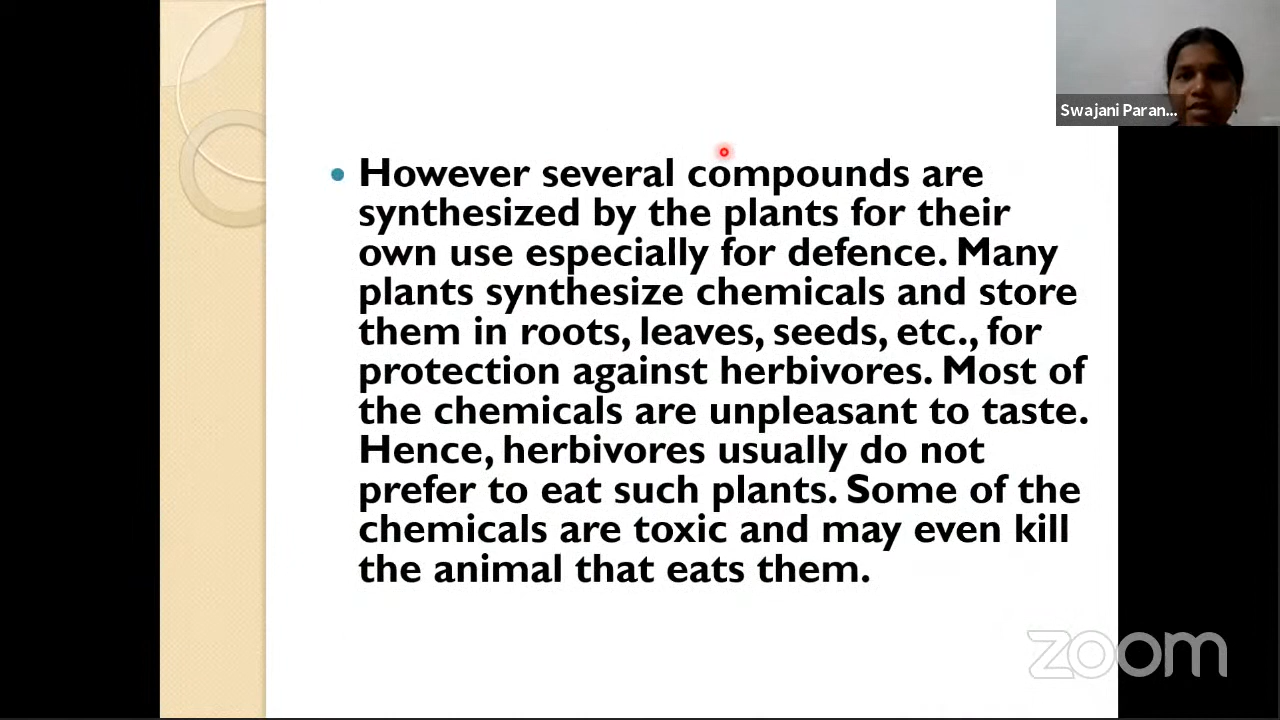 Swajani Paran...
However several compounds are
synthesized by the plants for their
own use especially for defence. Many
plants synthesize chemicals and store
them in roots, leaves, seeds, etc., for
protection against herbivores. Most of
the chemicals are unpleasant to taste.
Hence, herbivores usually do not
prefer to eat such plants. Some of the
chemicals are toxic and may even kill
the animal that eats them.
zoom